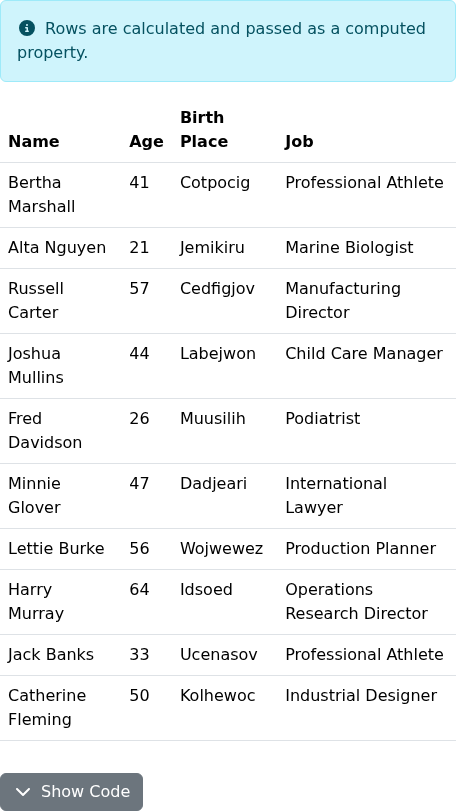 Rows are calculated and passed as a computed
property.
Name Age Birth Place Job
Bertha Marshall 41 Cotpocig Professional Athlete
Alta Nguyen 21 Jemikiru Marine Biologist
Russell Carter 57 Cedfigjov Manufacturing Director
Joshua Mullins 44 Labejwon Child Care Manager
Fred Davidson 26 Muusilih Podiatrist
Minnie Glover 47 Dadjeari International Lawyer
Lettie Burke 56 Wojwewez Production Planner
Harry Murray 64 Idsoed Operations Research Director
Jack Banks 33 Ucenasov Professional Athlete
Catherine Fleming 50 Kolhewoc Industrial Designer
Show Code